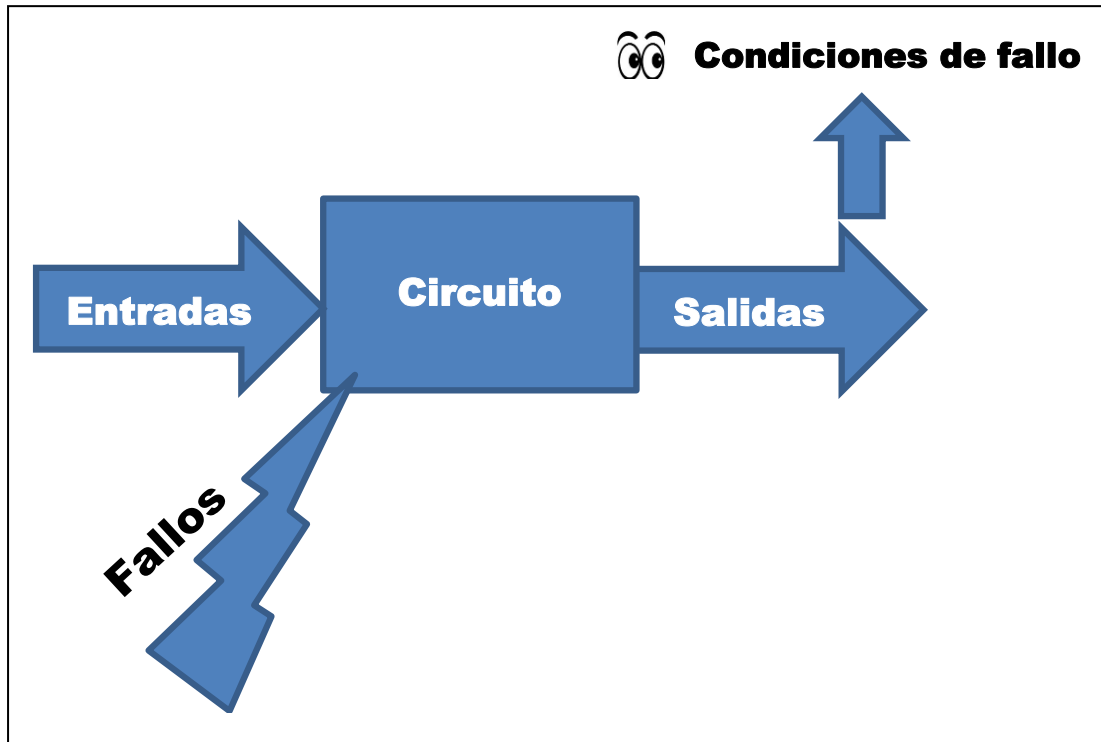 Condiciones de fallo
Entradas
Circuito
Salidas
Fallos